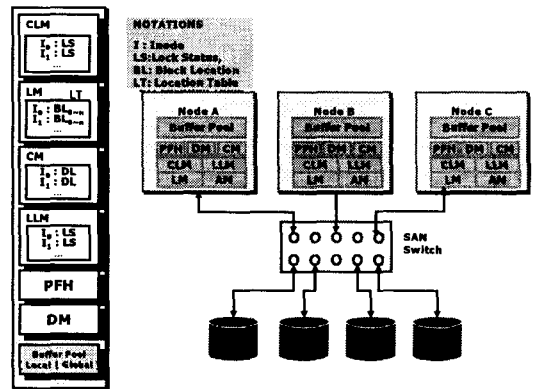 CLM
I₀ : LS
I₁ : LS
...
LM LT
I₀ : BL₀₋ₙ
I₁ : BL₀₋ₙ
...
CM
I₀ : DL
I₁ : DL
...
LLM
I₀ : LS
I₁ : LS
...
PFH
DM
Buffer Pool
Local | Global
NOTATIONS
I : Inode
LS:Lock Status,
BL: Block Location
LT: Location Table
Node A
Buffer Pool
PFH DM CM
CLM LLM
LM AM
Node B
Buffer Pool
PFH DM CM
CLM LLM
LM AM
Node C
Buffer Pool
PFH DM CM
CLM LLM
LM AM
SAN
Switch